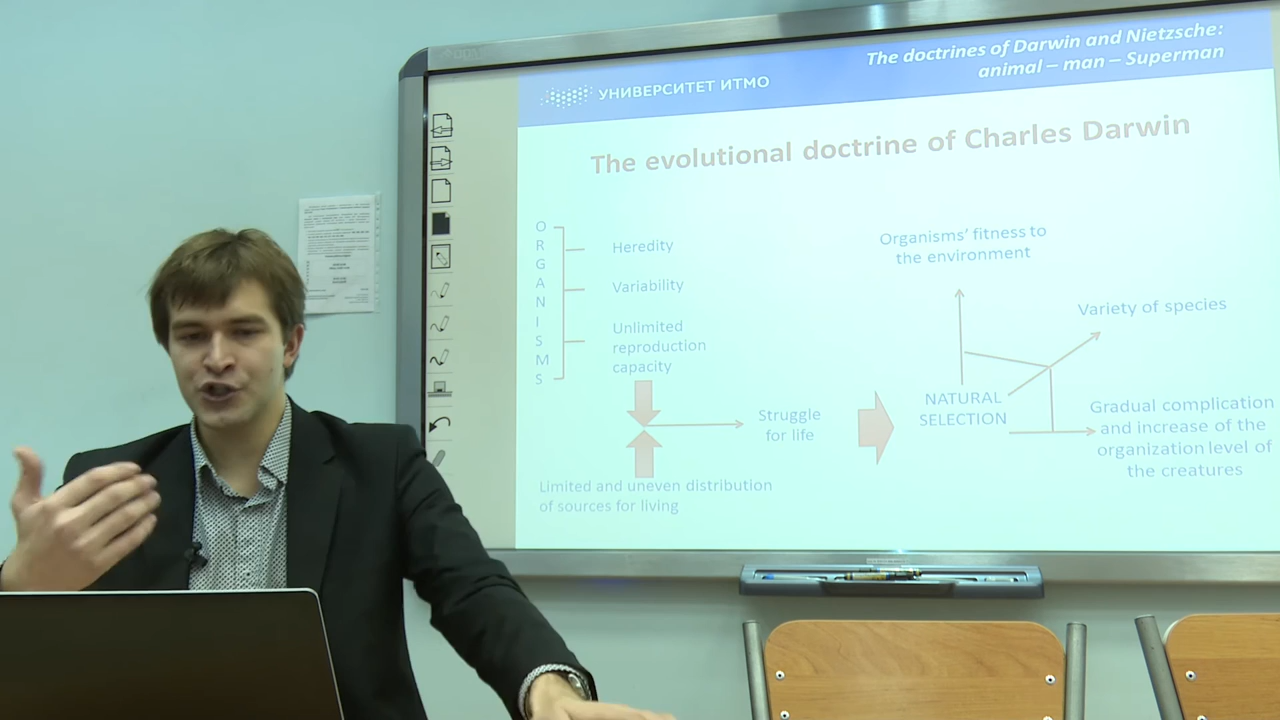 The doctrines of Darwin and Nietzsche:
animal – man – Superman
УНИВЕРСИТЕТ ИТМО
The evolutional doctrine of Charles Darwin
ORGANISMS
Heredity
Variability
Unlimited
reproduction
capacity
Limited and uneven distribution
of sources for living
Struggle
for life
Organisms’ fitness to
the environment
Variety of species
NATURAL
SELECTION
Gradual complication
and increase of the
organization level of
the creatures